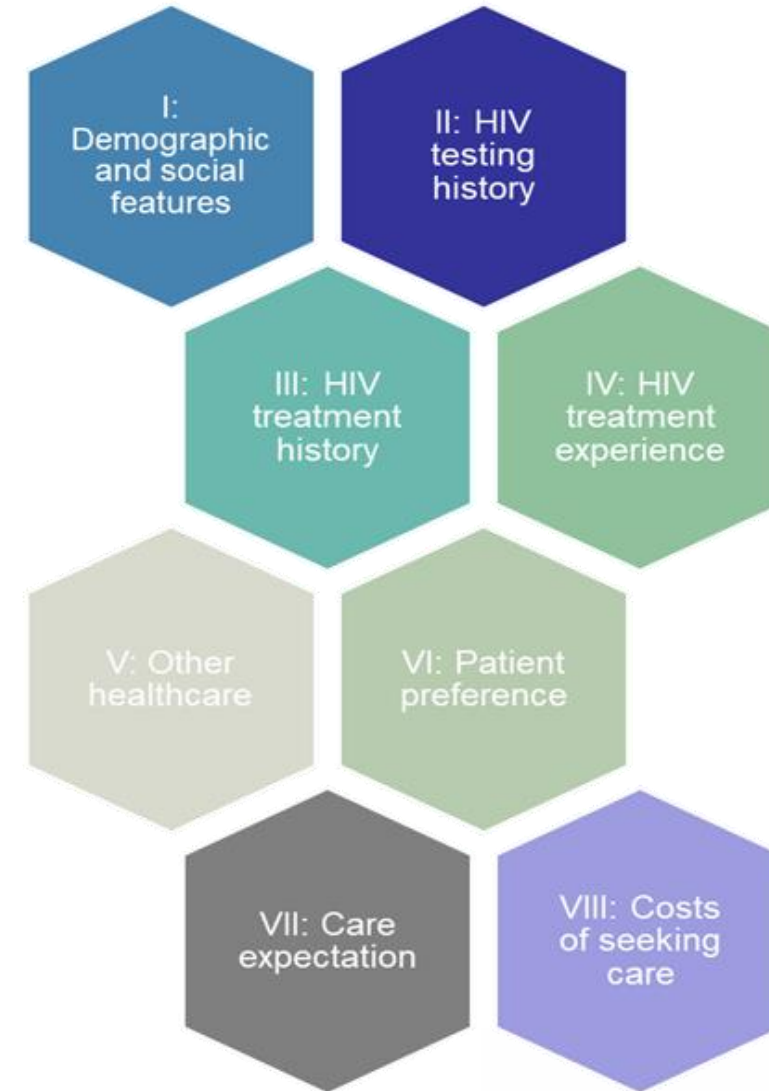 I:
Demographic
and social
features
II: HIV
testing
history
III: HIV
treatment
history
IV: HIV
treatment
experience
V: Other
healthcare
VI: Patient
preference
VII: Care
expectation
VIII: Costs
of seeking
care